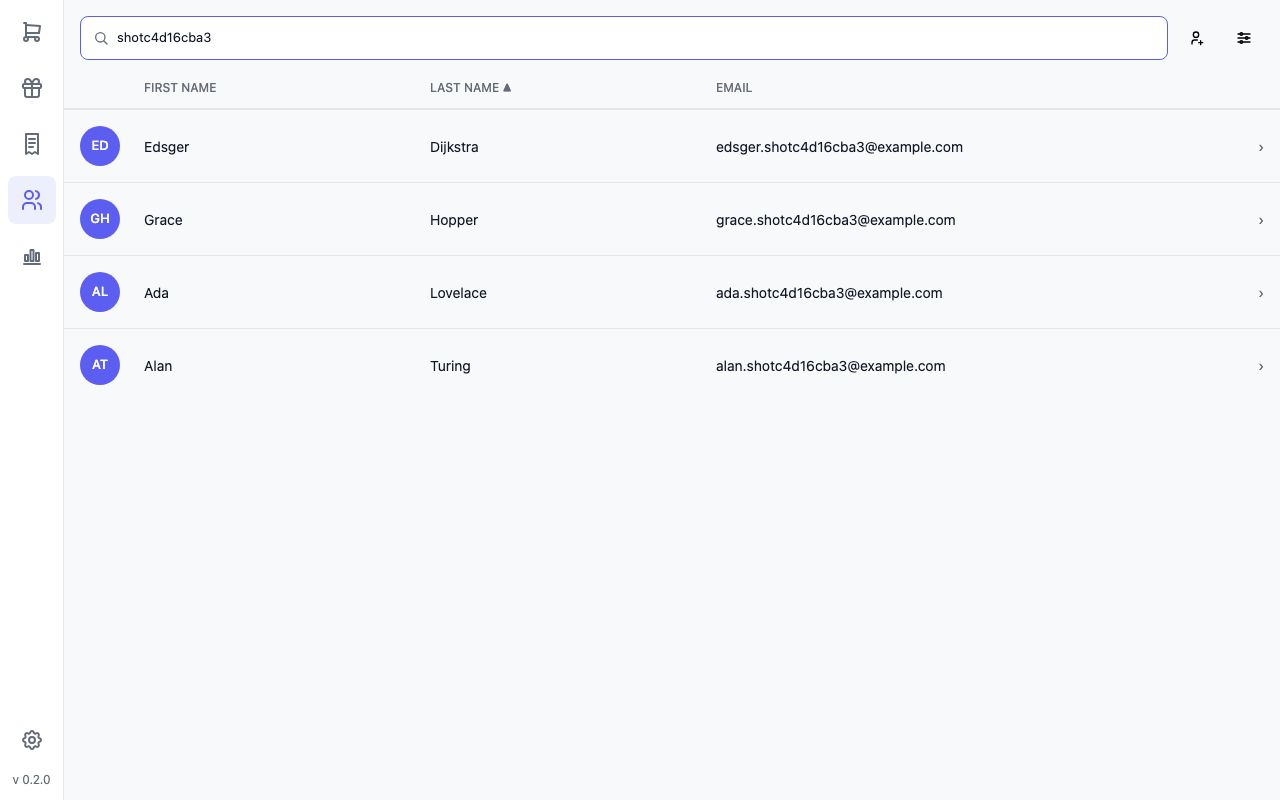 shotc4d16cba3
FIRST NAME LAST NAME ▲ EMAIL
ED Edsger Dijkstra edsger.shotc4d16cba3@example.com ›
GH Grace Hopper grace.shotc4d16cba3@example.com ›
AL Ada Lovelace ada.shotc4d16cba3@example.com ›
AT Alan Turing alan.shotc4d16cba3@example.com ›
v 0.2.0